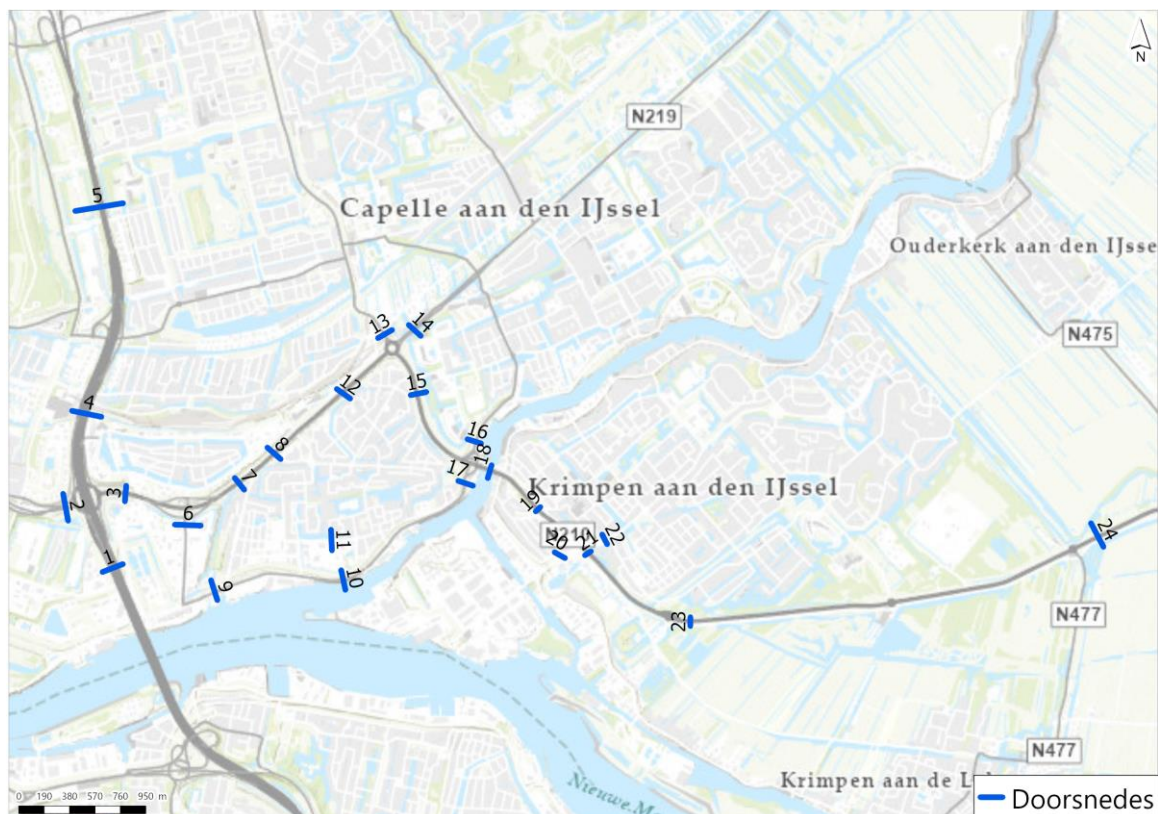 N
N219
5
Capelle aan den IJssel
Ouderkerk aan den IJsse
13
14
N475
15
12
4
16
8
18
17
7
3
2
Krimpen aan den IJssel
19
6
N210
24
11
20
21
22
1
10
9
N477
23
N477
Krimpen aan de L
Nieuwe M
0 190 380 570 760 950 m
Doorsnedes